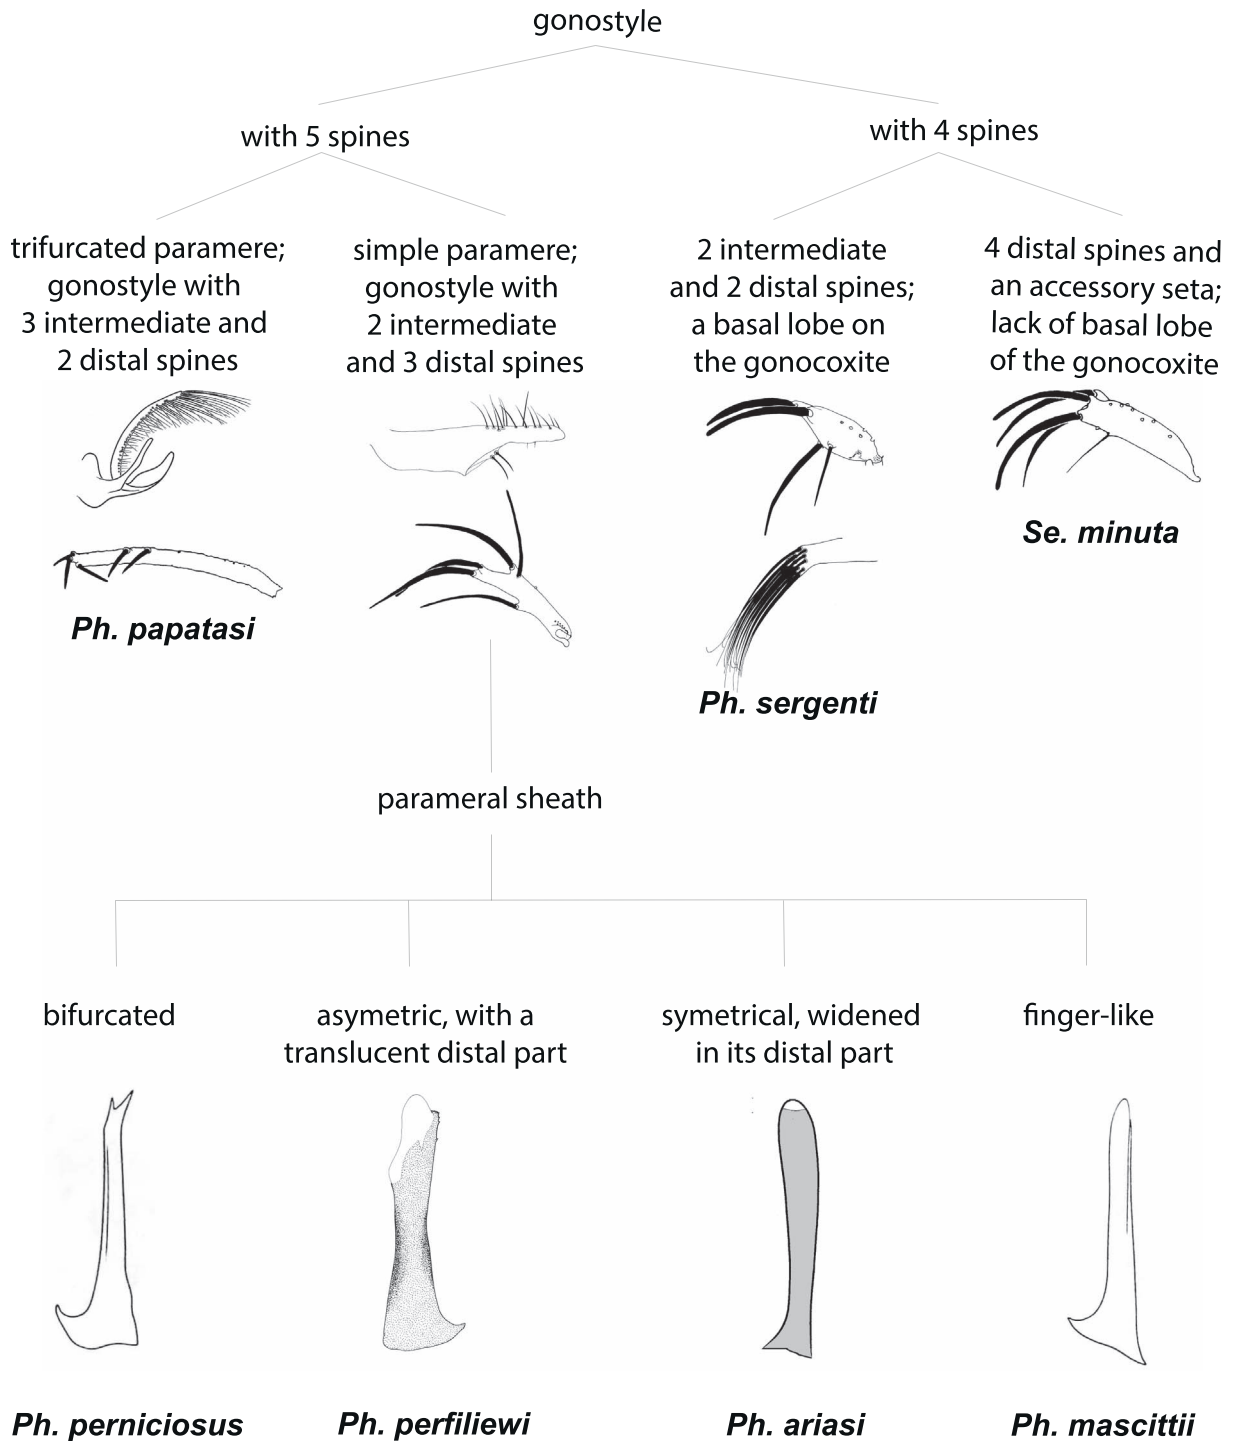 gonostyle
with 5 spines
with 4 spines
trifurcated paramere;
gonostyle with
3 intermediate and
2 distal spines
simple paramere;
gonostyle with
2 intermediate
and 3 distal spines
2 intermediate
and 2 distal spines;
a basal lobe on
the gonocoxite
4 distal spines and
an accessory seta;
lack of basal lobe
of the gonocoxite
Ph. papatasi
Ph. sergenti
Se. minuta
parameral sheath
bifurcated
asymetric, with a
translucent distal part
symetrical, widened
in its distal part
finger-like
Ph. perniciosus
Ph. perfiliewi
Ph. ariasi
Ph. mascittii